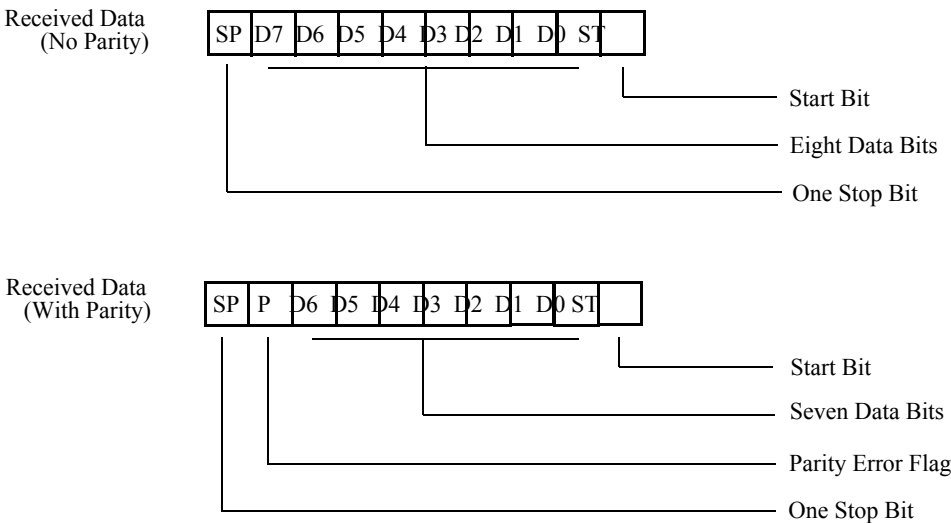 Received Data
(No Parity)
SP D7 D6 D5 D4 D3 D2 D1 D0 ST
Start Bit
Eight Data Bits
One Stop Bit
Received Data
(With Parity)
SP P D6 D5 D4 D3 D2 D1 D0 ST
Start Bit
Seven Data Bits
Parity Error Flag
One Stop Bit